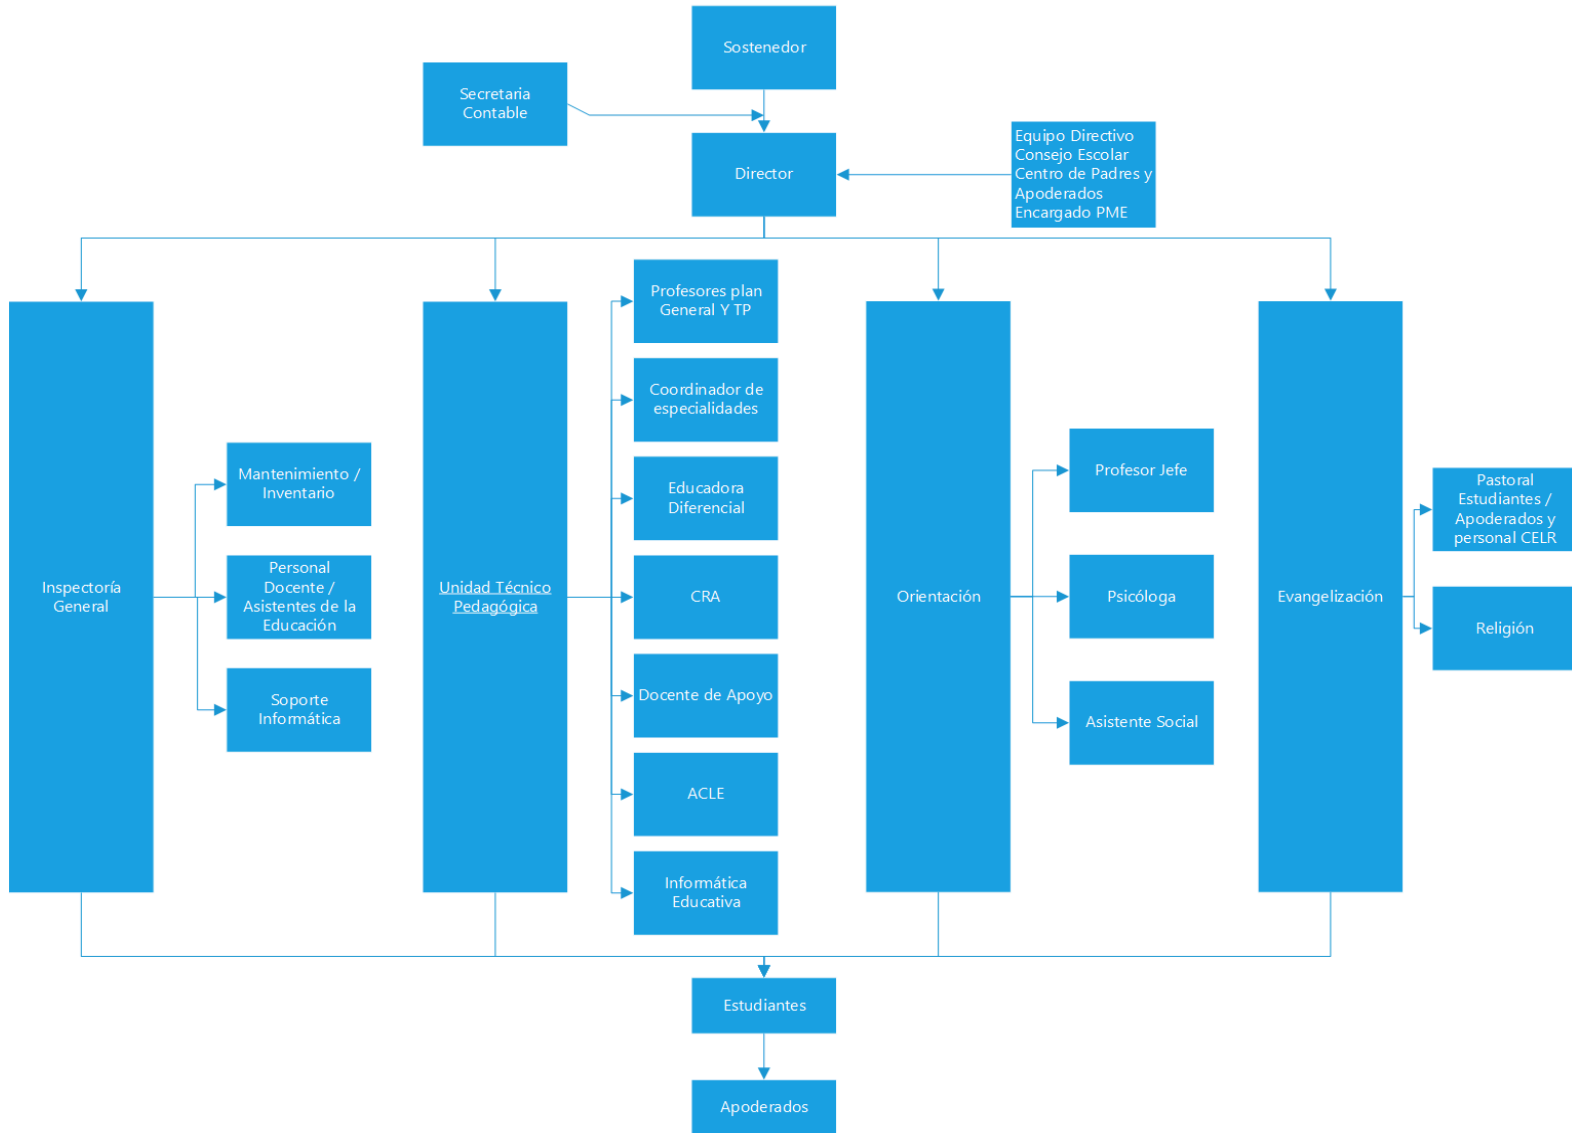 Sostenedor
Secretaria
Contable
Equipo Directivo
Consejo Escolar
Centro de Padres y
Apoderados
Encargado PME
Director
Inspectoría
General
Mantenimiento /
Inventario
Personal
Docente /
Asistentes de la
Educación
Soporte
Informática
Unidad Técnico
Pedagógica
Profesores plan
General Y TP
Coordinador de
especialidades
Educadora
Diferencial
CRA
Docente de Apoyo
ACLE
Informática
Educativa
Orientación
Profesor Jefe
Psicóloga
Asistente Social
Evangelización
Pastoral
Estudiantes /
Apoderados y
personal CELR
Religión
Estudiantes
Apoderados